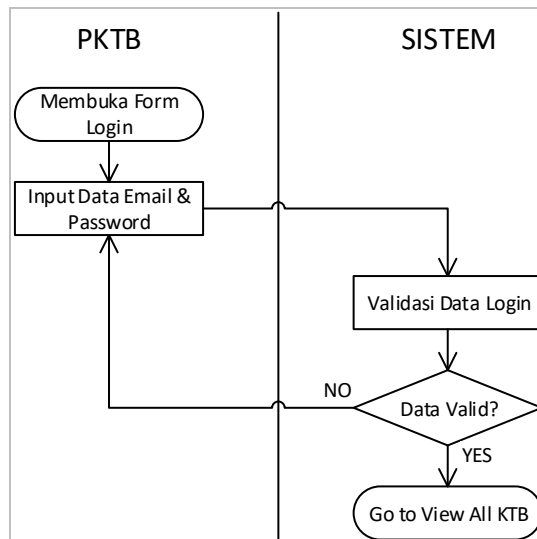 PKTB
SISTEM
Membuka Form
Login
Input Data Email &
Password
Validasi Data Login
NO
Data Valid?
YES
Go to View All KTB